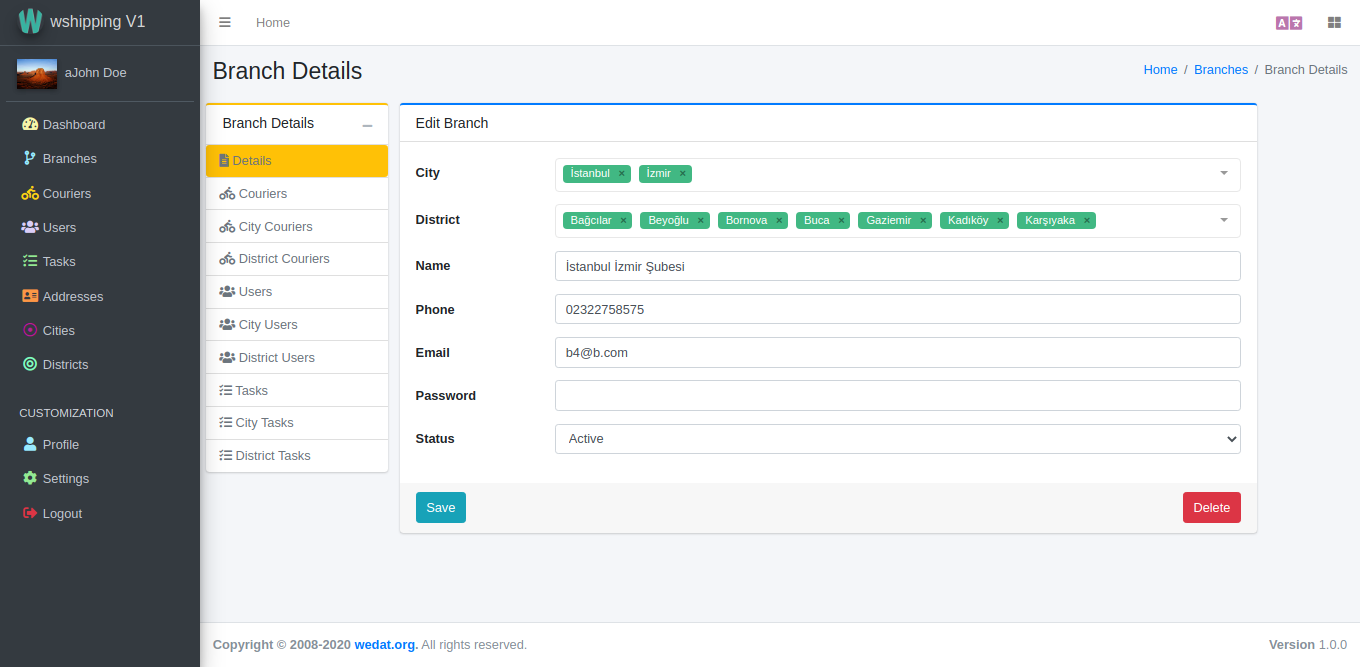 wshipping V1
Home
aJohn Doe
Dashboard
Branches
Couriers
Users
Tasks
Addresses
Cities
Districts
CUSTOMIZATION
Profile
Settings
Logout
Branch Details
Home / Branches / Branch Details
Branch Details
Details
Couriers
City Couriers
District Couriers
Users
City Users
District Users
Tasks
City Tasks
District Tasks
Edit Branch
City İstanbul × İzmir ×
District Bağcılar × Beyoğlu × Bornova × Buca × Gaziemir × Kadıköy × Karşıyaka ×
Name İstanbul İzmir Şubesi
Phone 02322758575
Email b4@b.com
Password
Status Active
Save Delete
Copyright © 2008-2020 wedat.org. All rights reserved.
Version 1.0.0